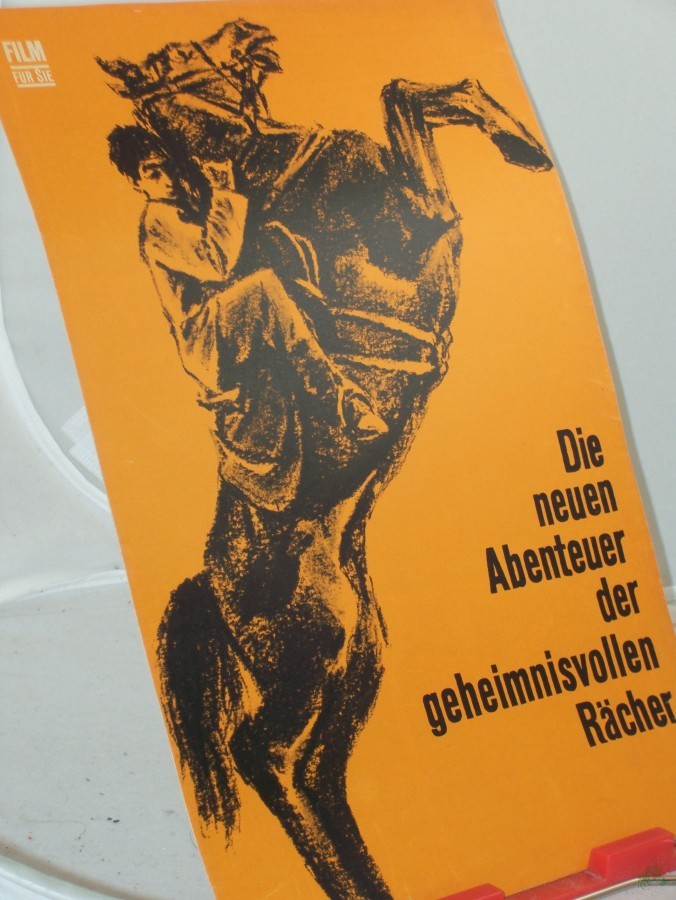 FILM
FÜR SIE
Die
neuen
Abenteuer
der
geheimnisvollen
Rächer